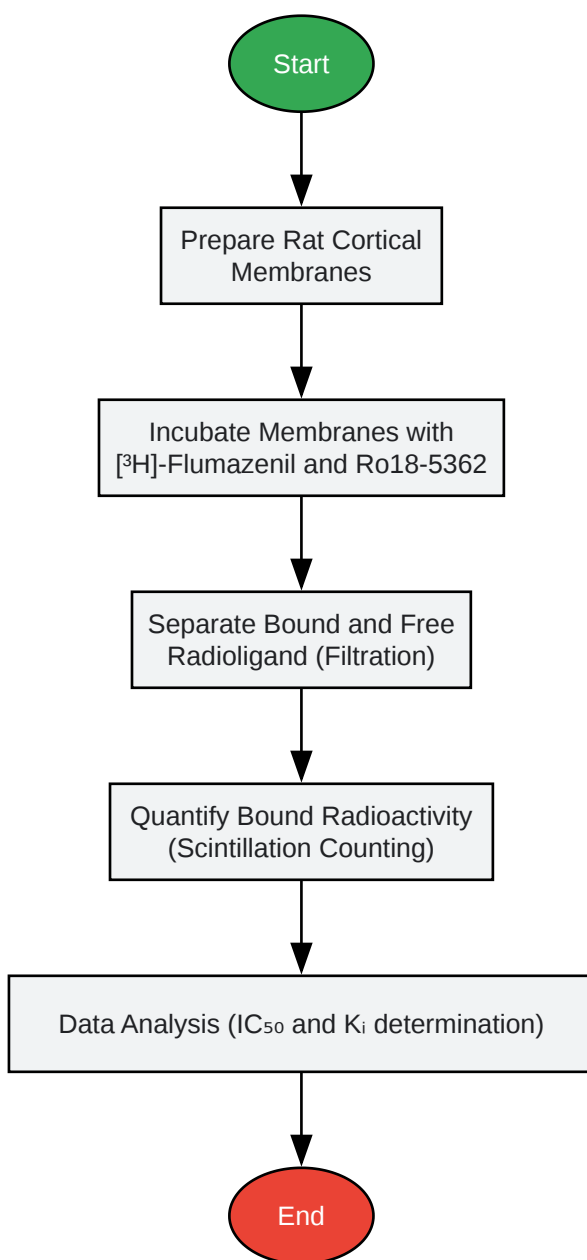 Start
Prepare Rat Cortical
Membranes
Incubate Membranes with
[³H]-Flumazenil and Ro18-5362
Separate Bound and Free
Radioligand (Filtration)
Quantify Bound Radioactivity
(Scintillation Counting)
Data Analysis (IC₅₀ and Kᵢ determination)
End